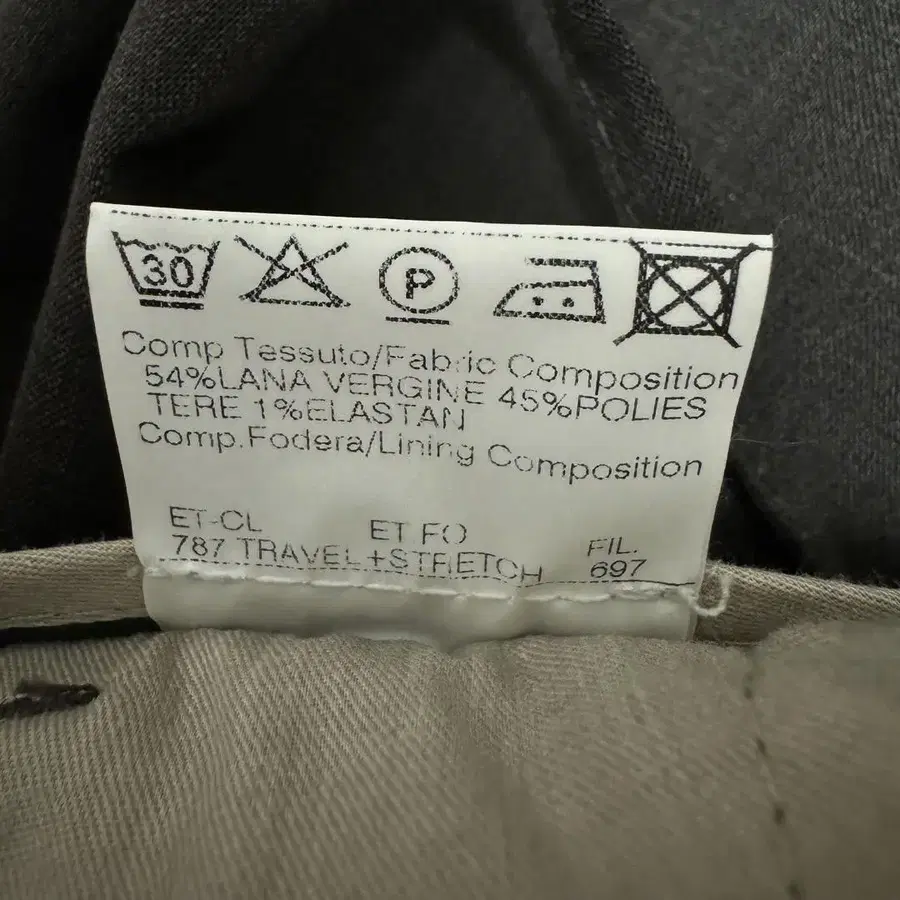 30 P
Comp Tessuto/Fabric Composition
54%LANA VERGINE 45%POLIES
TERE 1%ELASTAN
Comp.Fodera/Lining Composition
ET-CL ET FO FIL.
787 TRAVEL+STRETCH 697